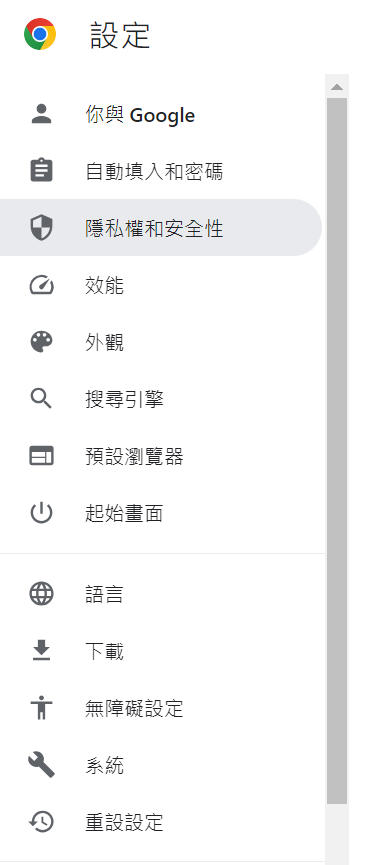 設定
你與 Google
自動填入和密碼
隱私權和安全性
效能
外觀
搜尋引擎
預設瀏覽器
起始畫面
語言
下載
無障礙設定
系統
重設設定